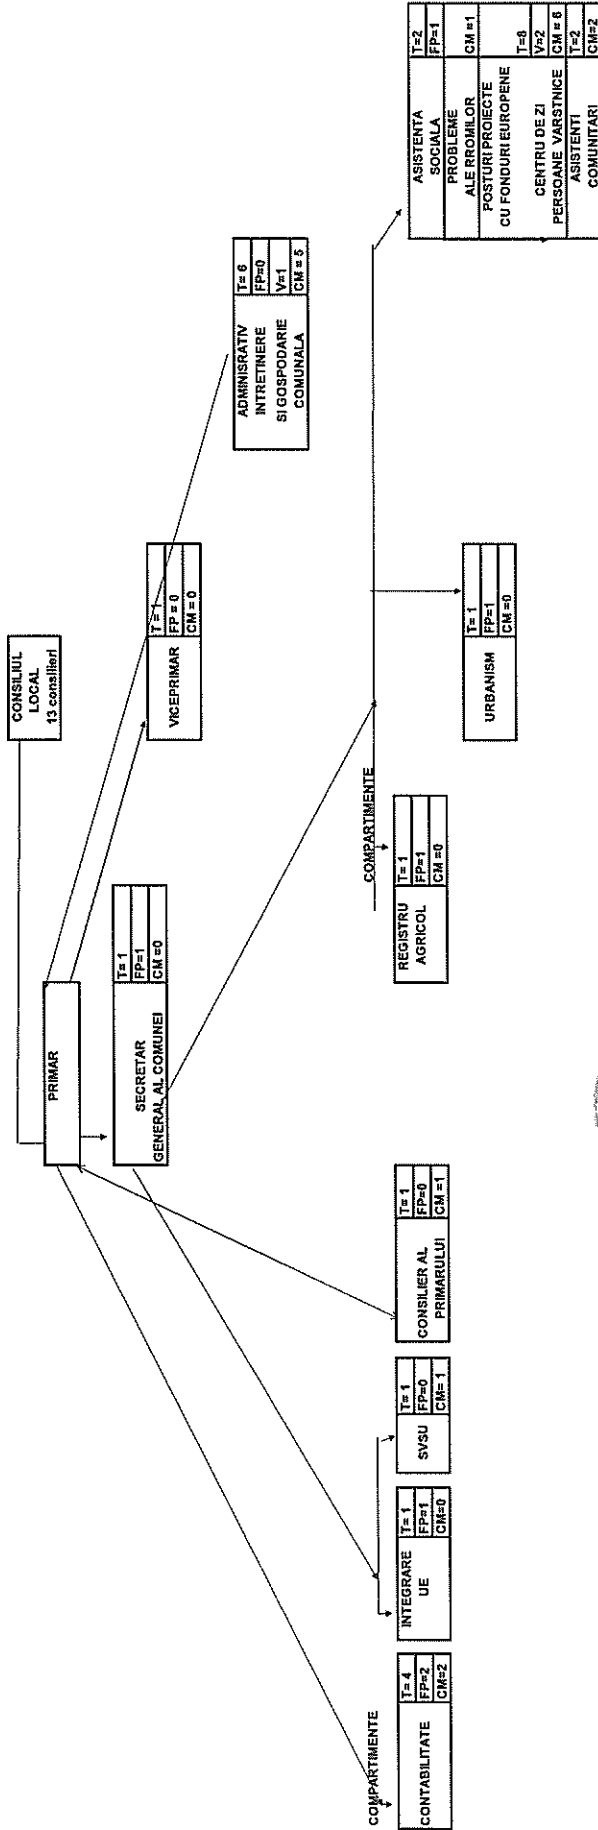 CONSILIUL
LOCAL
13 consilieri
PRIMAR
VICEPRIMAR
T= 1
FP = 0
CM = 0
SECRETAR
GENERAL AL COMUNEI
T= 1
FP=1
CM =0
ADMINISRATIV
INTRETINERE
SI GOSPODARIE
COMUNALA
T= 6
FP=0
V=1
CM = 5
COMPARTIMENTE
CONTABILITATE
T= 4
FP=2
CM=2
INTEGRARE
UE
T= 1
FP=1
CM=0
SVSU
T= 1
FP=0
CM= 1
CONSILIER AL
PRIMARULUI
T= 1
FP=0
CM =1
COMPARTIMENTE
REGISTRU
AGRICOL
T= 1
FP=1
CM =0
URBANISM
T= 1
FP=1
CM =0
ASISTENTA
SOCIALA
T=2
FP=1
PROBLEME
ALE RROMILOR
CM =1
POSTURI PROIECTE
CU FONDURI EUROPENE
CENTRU DE ZI
PERSOANE VARSTNICE
T=8
V=2
CM = 6
ASISTENTI
COMUNITARI
T=2
CM=2